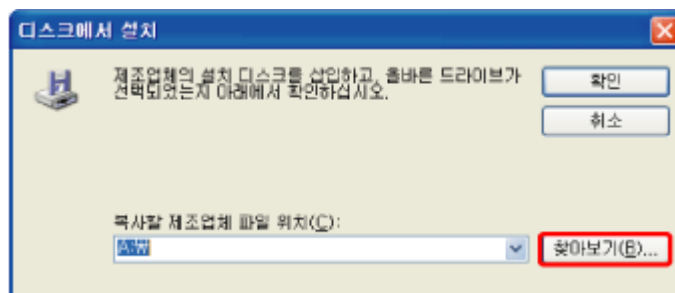 디스크에서 설치
제조업체의 설치 디스크를 삽입하고, 올바른 드라이브가
선택되었는지 아래에서 확인하십시오.
확인
취소
복사할 제조업체 파일 위치(C):
A:₩
찾아보기(B)...